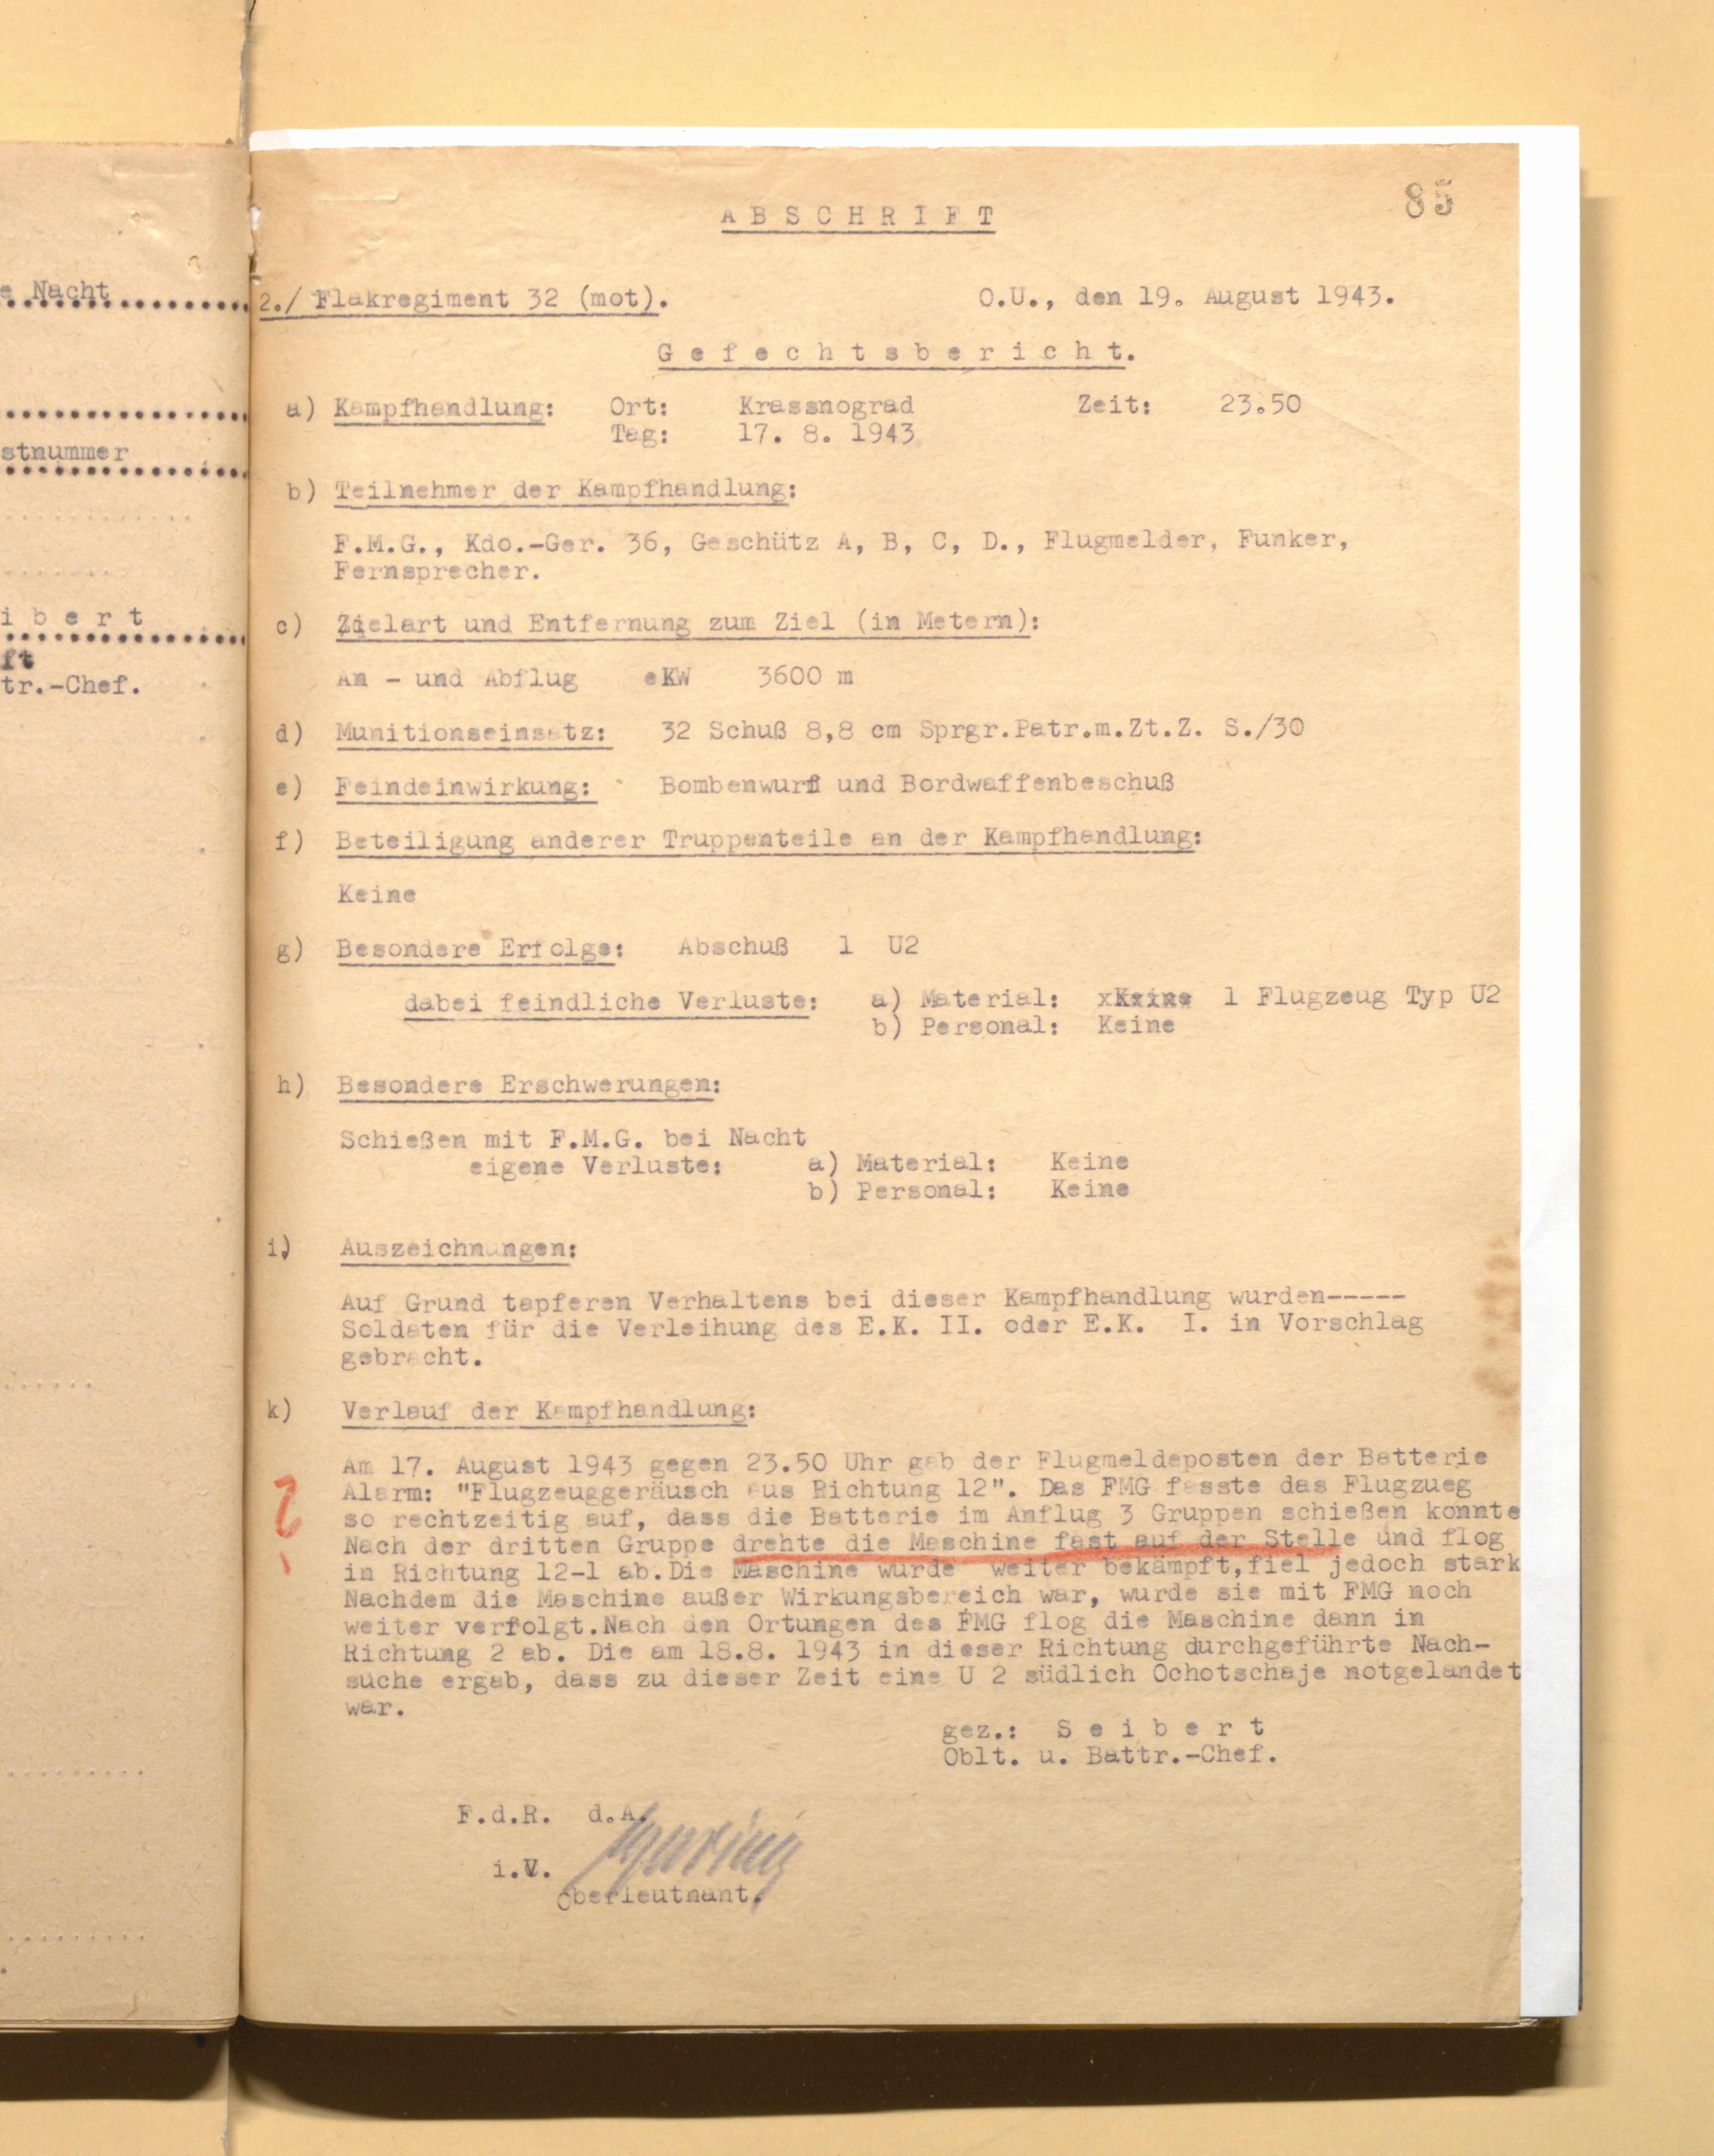 85
A B S C H R I F T
2./ Flakregiment 32 (mot). O.U., den 19. August 1943.
G e f e c h t s b e r i c h t.
a) Kampfhandlung: Ort: Krassnograd Zeit: 23.50
Tag: 17. 8. 1943
b) Teilnehmer der Kampfhandlung:
F.M.G., Kdo.-Ger. 36, Geschütz A, B, C, D., Flugmelder, Funker,
Fernsprecher.
c) Zielart und Entfernung zum Ziel (in Metern):
An - und Abflug eKW 3600 m
d) Munitionseinsatz: 32 Schuß 8,8 cm Sprgr.Patr.m.Zt.Z. S./30
e) Feindeinwirkung: Bombenwurf und Bordwaffenbeschuß
f) Beteiligung anderer Truppenteile an der Kampfhandlung:
Keine
g) Besondere Erfolge: Abschuß 1 U2
dabei feindliche Verluste: a) Material: xKxinx 1 Flugzeug Typ U2
b) Personal: Keine
h) Besondere Erschwerungen:
Schießen mit F.M.G. bei Nacht
eigene Verluste: a) Material: Keine
b) Personal: Keine
i) Auszeichnungen:
Auf Grund tapferen Verhaltens bei dieser Kampfhandlung wurden-----
Soldaten für die Verleihung des E.K. II. oder E.K. I. in Vorschlag
gebracht.
k) Verlauf der Kampfhandlung:
Am 17. August 1943 gegen 23.50 Uhr gab der Flugmeldeposten der Batterie
Alarm: "Flugzeuggeräusch aus Richtung 12". Das FMG fasste das Flugzueg
so rechtzeitig auf, dass die Batterie im Anflug 3 Gruppen schießen konnte
Nach der dritten Gruppe drehte die Maschine fast auf der Stelle und flog
in Richtung 12-1 ab.Die Maschine wurde weiter bekämpft,fiel jedoch stark
Nachdem die Maschine außer Wirkungsbereich war, wurde sie mit FMG noch
weiter verfolgt.Nach den Ortungen des FMG flog die Maschine dann in
Richtung 2 ab. Die am 18.8. 1943 in dieser Richtung durchgeführte Nach-
suche ergab, dass zu dieser Zeit eine U 2 südlich Ochotschaje notgelandet
war.
gez.: S e i b e r t
Oblt. u. Battr.-Chef.
F.d.R. d.A.
i.V.
Oberleutnant.
e Nacht
stnummer
i b e r t
ft
tr.-Chef.
?